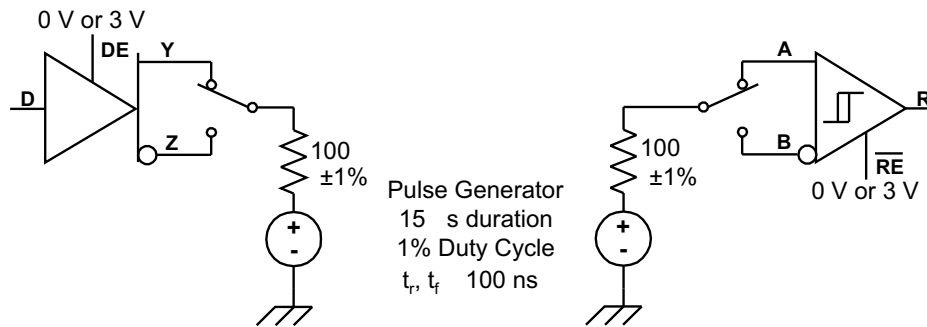 0 V or 3 V
DE
Y
D
Z
100
±1%
Pulse Generator
15 s duration
1% Duty Cycle
tr, tf 100 ns
+
-
A
B
R
RE
0 V or 3 V
100
±1%
+
-